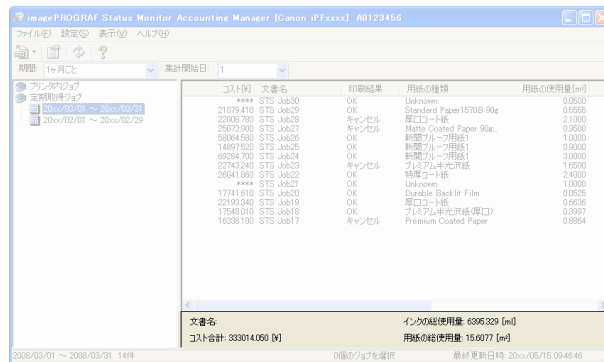 imagePROGRAF Status Monitor Accounting Manager [Canon iPFxxxx] A0123456
ファイル(F) 設定(S) 表示(V) ヘルプ(H)
期間: 1ヶ月ごと 集計開始日: 1
プリンタ内ジョブ
定期取得ジョブ
20xx/03/01 ~ 20xx/03/31
20xx/02/01 ~ 20xx/02/29
コスト[¥] 文書名 印刷結果 用紙の種類 用紙の使用量[m²]
**** STS Job30 OK Unknown 0.0500
21079.410 STS Job29 OK Standard Paper1570B 90g 0.5500
22008.780 STS Job28 キャンセル 厚口コート紙 2.1000
25072.900 STS Job27 キャンセル Matte Coated Paper 90g... 0.9500
58064.580 STS Job26 OK 新聞プルーフ用紙1 1.0000
14897.520 STS Job25 OK 新聞プルーフ用紙1 0.9000
69284.700 STS Job24 OK 新聞プルーフ用紙1 3.0000
22743.240 STS Job23 キャンセル プレミアム半光沢紙 1.6500
26041.860 STS Job22 OK 特厚コート紙 2.4000
**** STS Job21 OK Unknown 1.0000
17741.610 STS Job20 OK Durable Backlit Film 0.0525
22193.340 STS Job19 OK 厚口コート紙 0.6636
17548.010 STS Job18 OK プレミアム半光沢紙(厚口) 0.3997
16338.100 STS Job17 キャンセル Premium Coated Paper 0.8864
文書名: インクの総使用量: 6395.329 [ml]
コスト合計: 333014.050 [¥] 用紙の総使用量: 15.6077 [m²]
2008/03/01 ~ 2008/03/31 14件 0個のジョブを選択 最終更新日時: 20xx/05/15 09:46:46